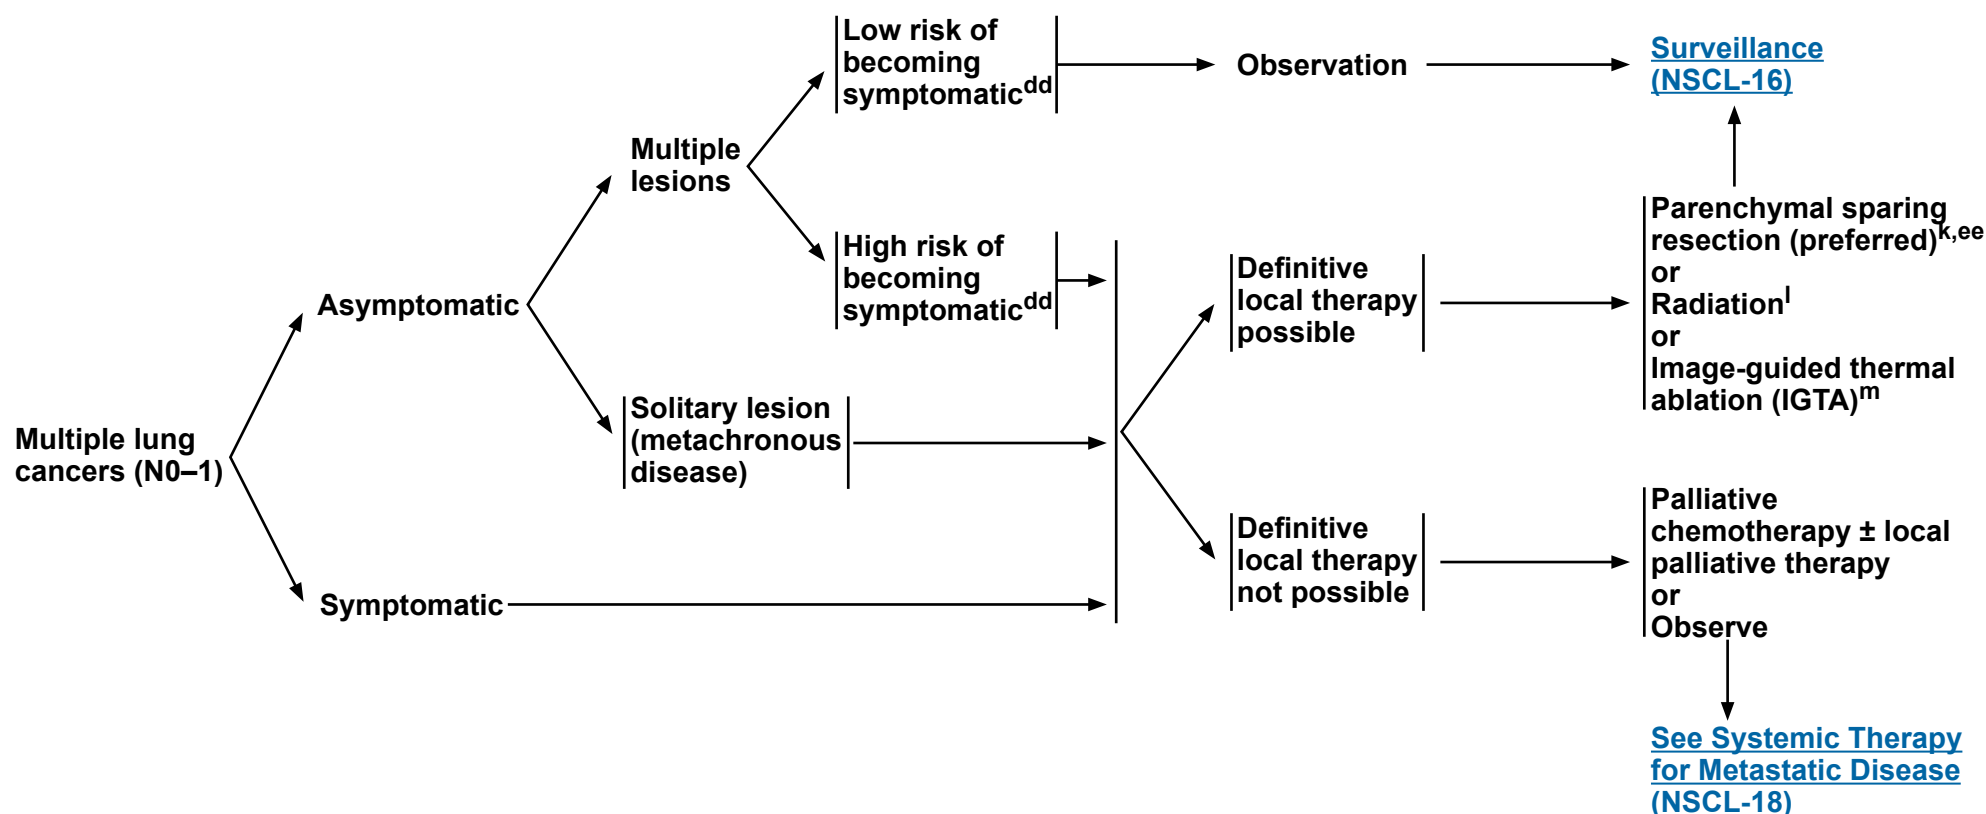 Multiple lung
cancers (N0–1)
Asymptomatic
Symptomatic
Multiple
lesions
Solitary lesion
(metachronous
disease)
Low risk of
becoming
symptomaticdd
High risk of
becoming
symptomaticdd
Observation
Definitive
local therapy
possible
Definitive
local therapy
not possible
Surveillance
(NSCL-16)
Parenchymal sparing
resection (preferred)k,ee
or
Radiationl
or
Image-guided thermal
ablation (IGTA)m
Palliative
chemotherapy ± local
palliative therapy
or
Observe
See Systemic Therapy
for Metastatic Disease
(NSCL-18)